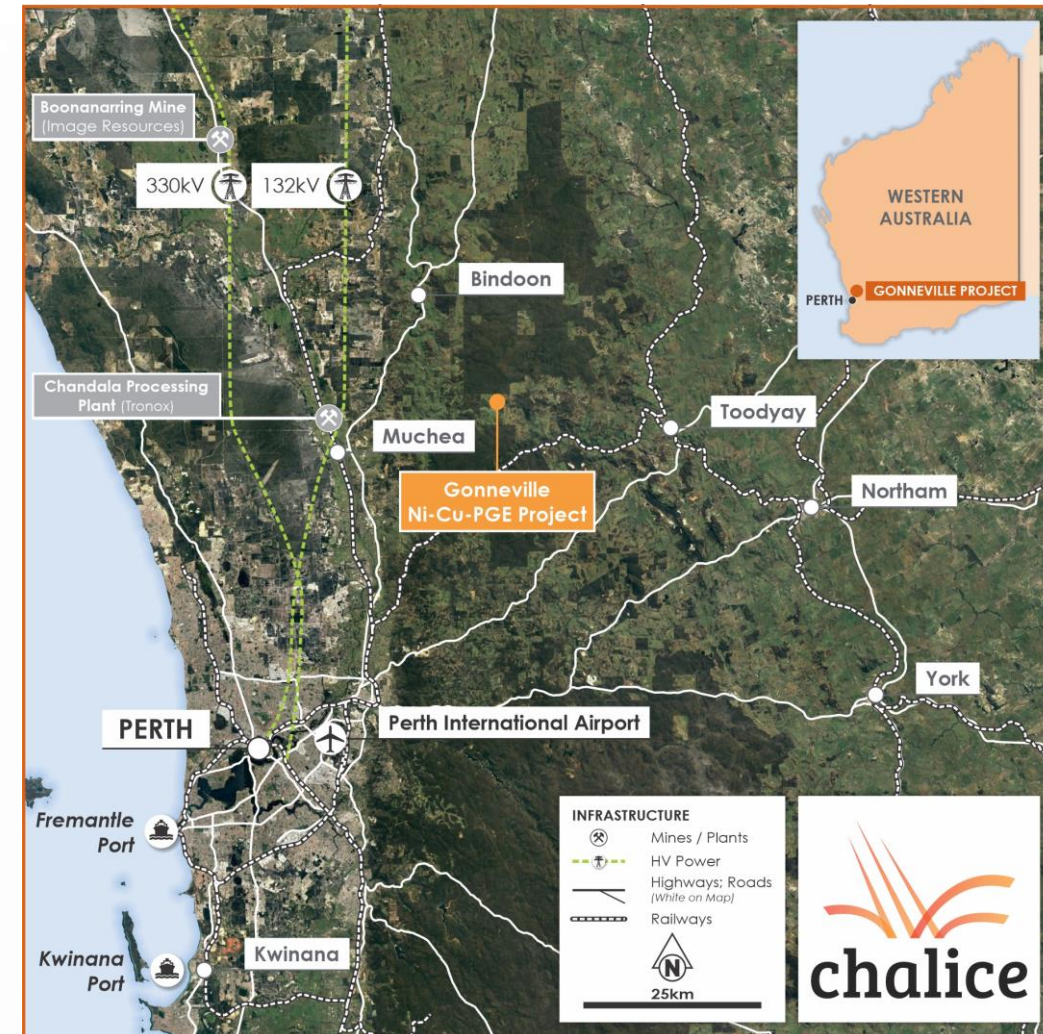 Boonanarring Mine
(Image Resources)
330kV
132kV
Bindoon
WESTERN
AUSTRALIA
PERTH
GONNEVILLE PROJECT
Chandala Processing
Plant (Tronox)
Muchea
Toodyay
Gonneville
Ni-Cu-PGE Project
Northam
York
PERTH
Perth International Airport
Fremantle
Port
Kwinana
Port
Kwinana
INFRASTRUCTURE
Mines / Plants
HV Power
Highways; Roads
(White on Map)
Railways
N
25km
chalice